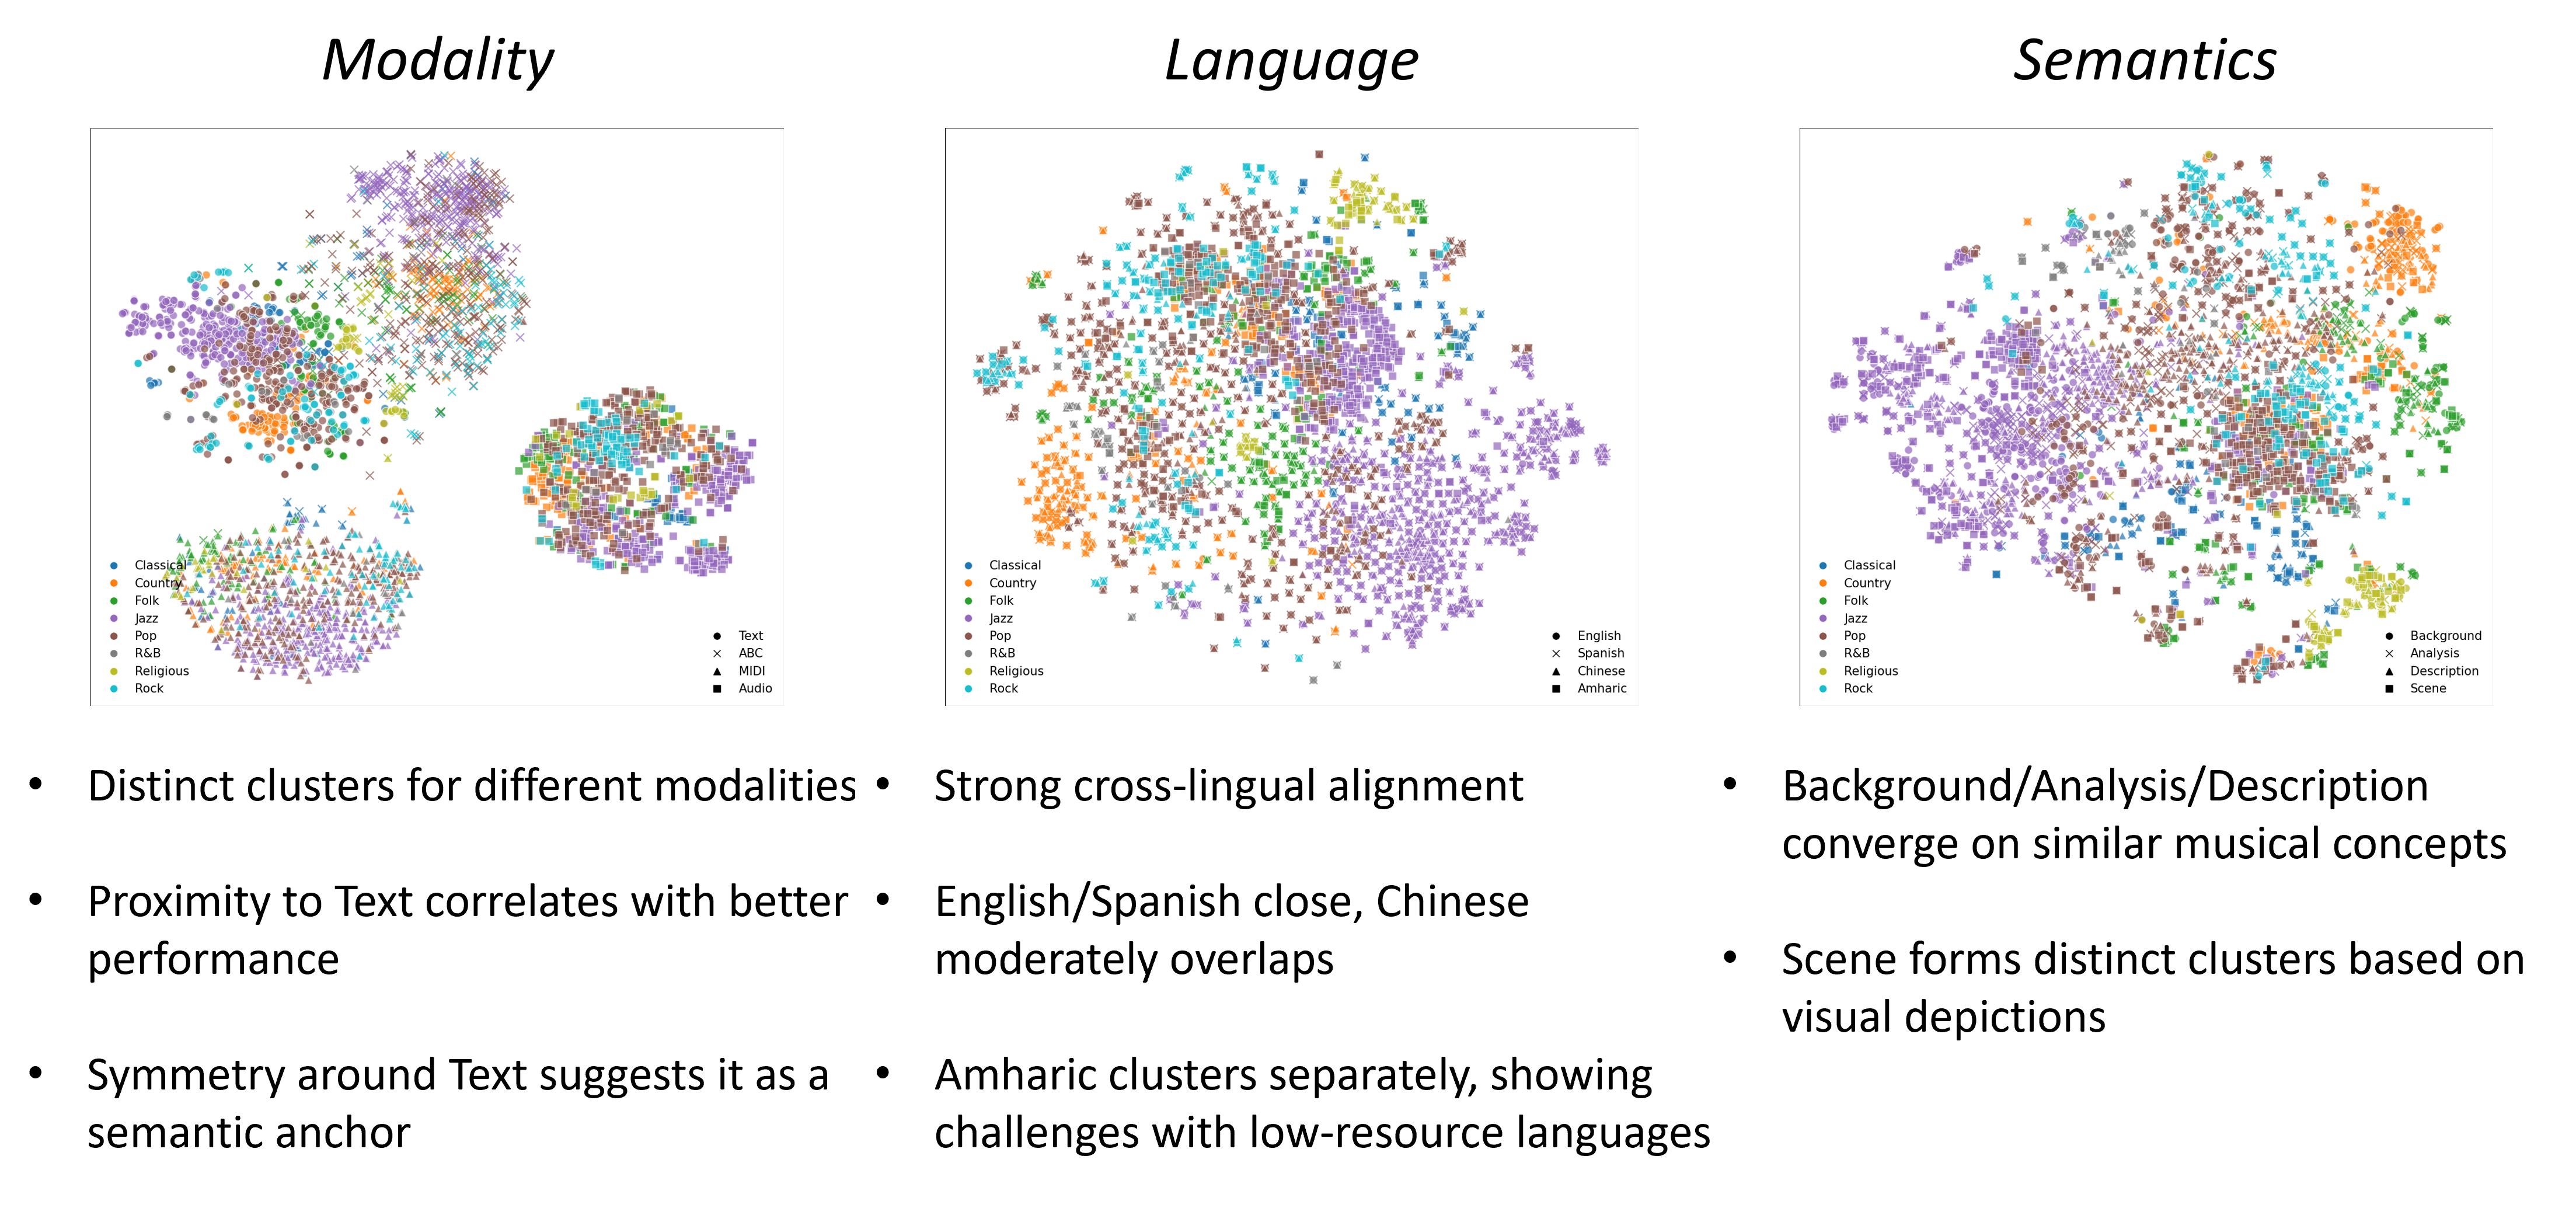 Modality
Classical
Country
Folk
Jazz
Pop
R&B
Religious
Rock
Text
ABC
MIDI
Audio
• Distinct clusters for different modalities
• Proximity to Text correlates with better
performance
• Symmetry around Text suggests it as a
semantic anchor
Language
Classical
Country
Folk
Jazz
Pop
R&B
Religious
Rock
English
Spanish
Chinese
Amharic
• Strong cross-lingual alignment
• English/Spanish close, Chinese
moderately overlaps
• Amharic clusters separately, showing
challenges with low-resource languages
Semantics
Classical
Country
Folk
Jazz
Pop
R&B
Religious
Rock
Background
Analysis
Description
Scene
• Background/Analysis/Description
converge on similar musical concepts
• Scene forms distinct clusters based on
visual depictions